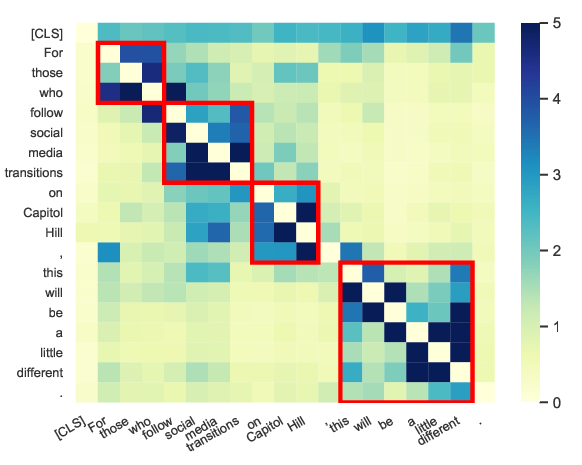 [CLS]
For
those
who
follow
social
media
transitions
on
Capitol
Hill
,
this
will
be
a
little
different
.
5
4
3
2
1
0
[CLS] For those who follow social media transitions on Capitol Hill , this will be a little different .